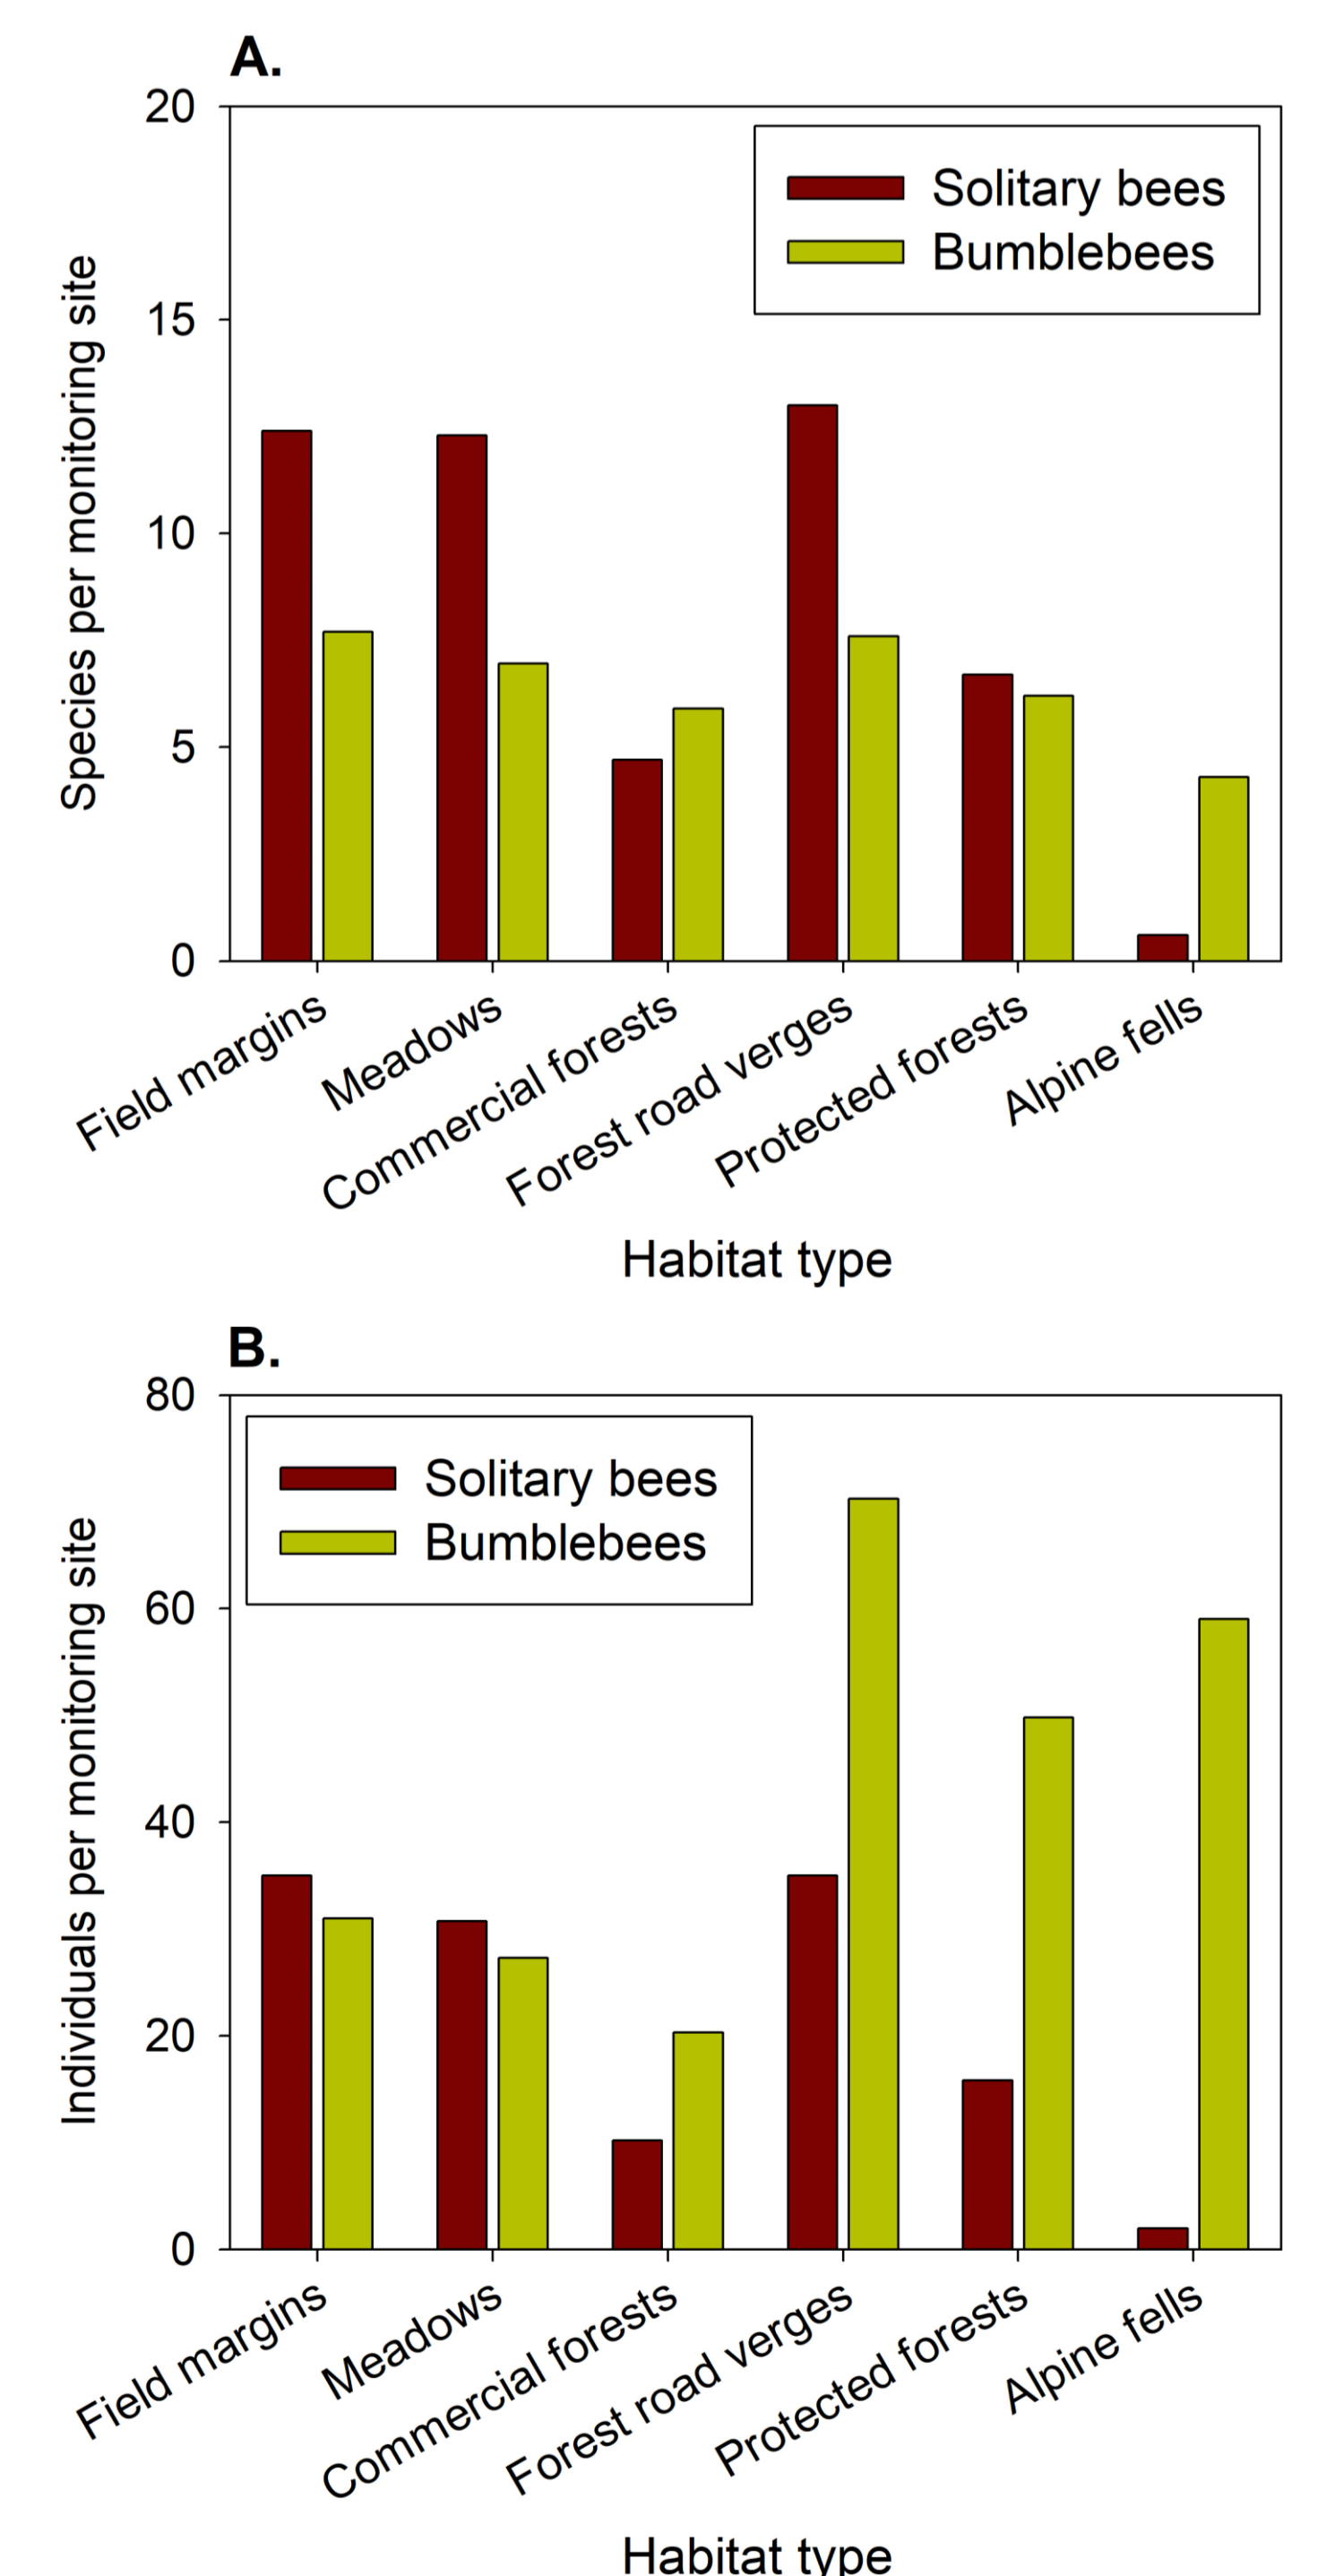 A.
20
15
10
5
0
Species per monitoring site
Solitary bees
Bumblebees
Field margins
Meadows
Commercial forests
Forest road verges
Protected forests
Alpine fells
Habitat type
B.
80
60
40
20
0
Individuals per monitoring site
Solitary bees
Bumblebees
Field margins
Meadows
Commercial forests
Forest road verges
Protected forests
Alpine fells
Habitat type